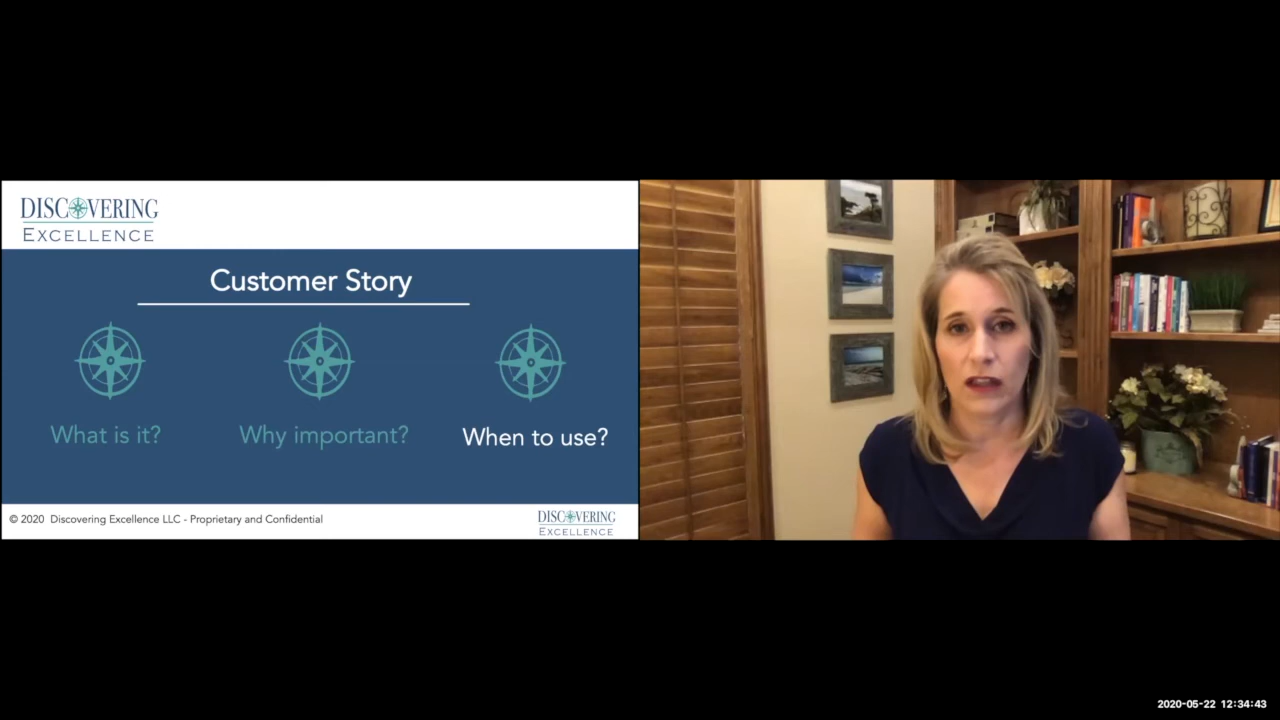 DISCOVERING
EXCELLENCE
Customer Story
What is it?
Why important?
When to use?
© 2020 Discovering Excellence LLC - Proprietary and Confidential
DISCOVERING
EXCELLENCE
2020-05-22 12:34:43